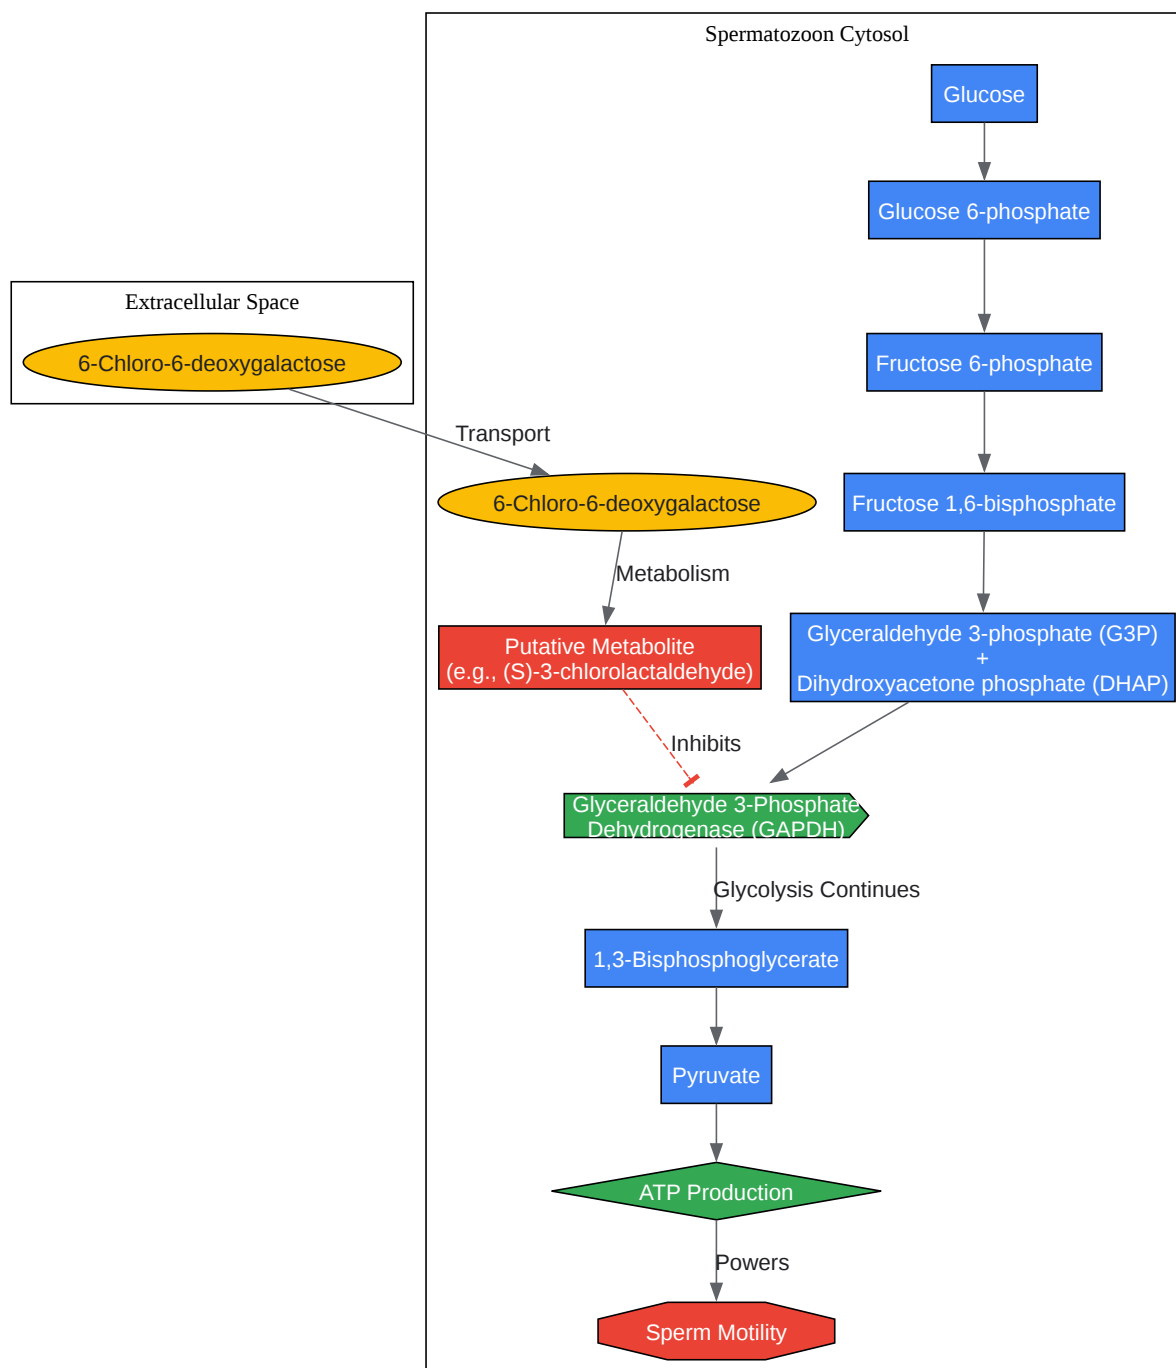 Spermatozoon Cytosol
Glucose
Glucose 6-phosphate
Extracellular Space
6-Chloro-6-deoxygalactose
Fructose 6-phosphate
Transport
6-Chloro-6-deoxygalactose
Fructose 1,6-bisphosphate
Metabolism
Putative Metabolite
(e.g., (S)-3-chlorolactaldehyde)
Glyceraldehyde 3-phosphate (G3P)
+
Dihydroxyacetone phosphate (DHAP)
Inhibits
Glyceraldehyde 3-Phosphate
Dehydrogenase (GAPDH)
Glycolysis Continues
1,3-Bisphosphoglycerate
Pyruvate
ATP Production
Powers
Sperm Motility